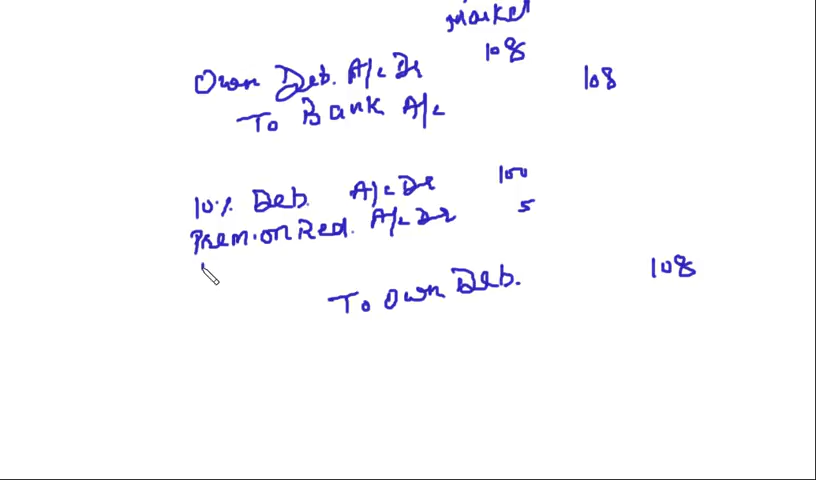 Market
108
Own Deb. A/c Dr
108
To Bank A/c
10% Deb. A/c Dr 100
Prem. on Red. A/c Dr 5
To Own Deb. 108